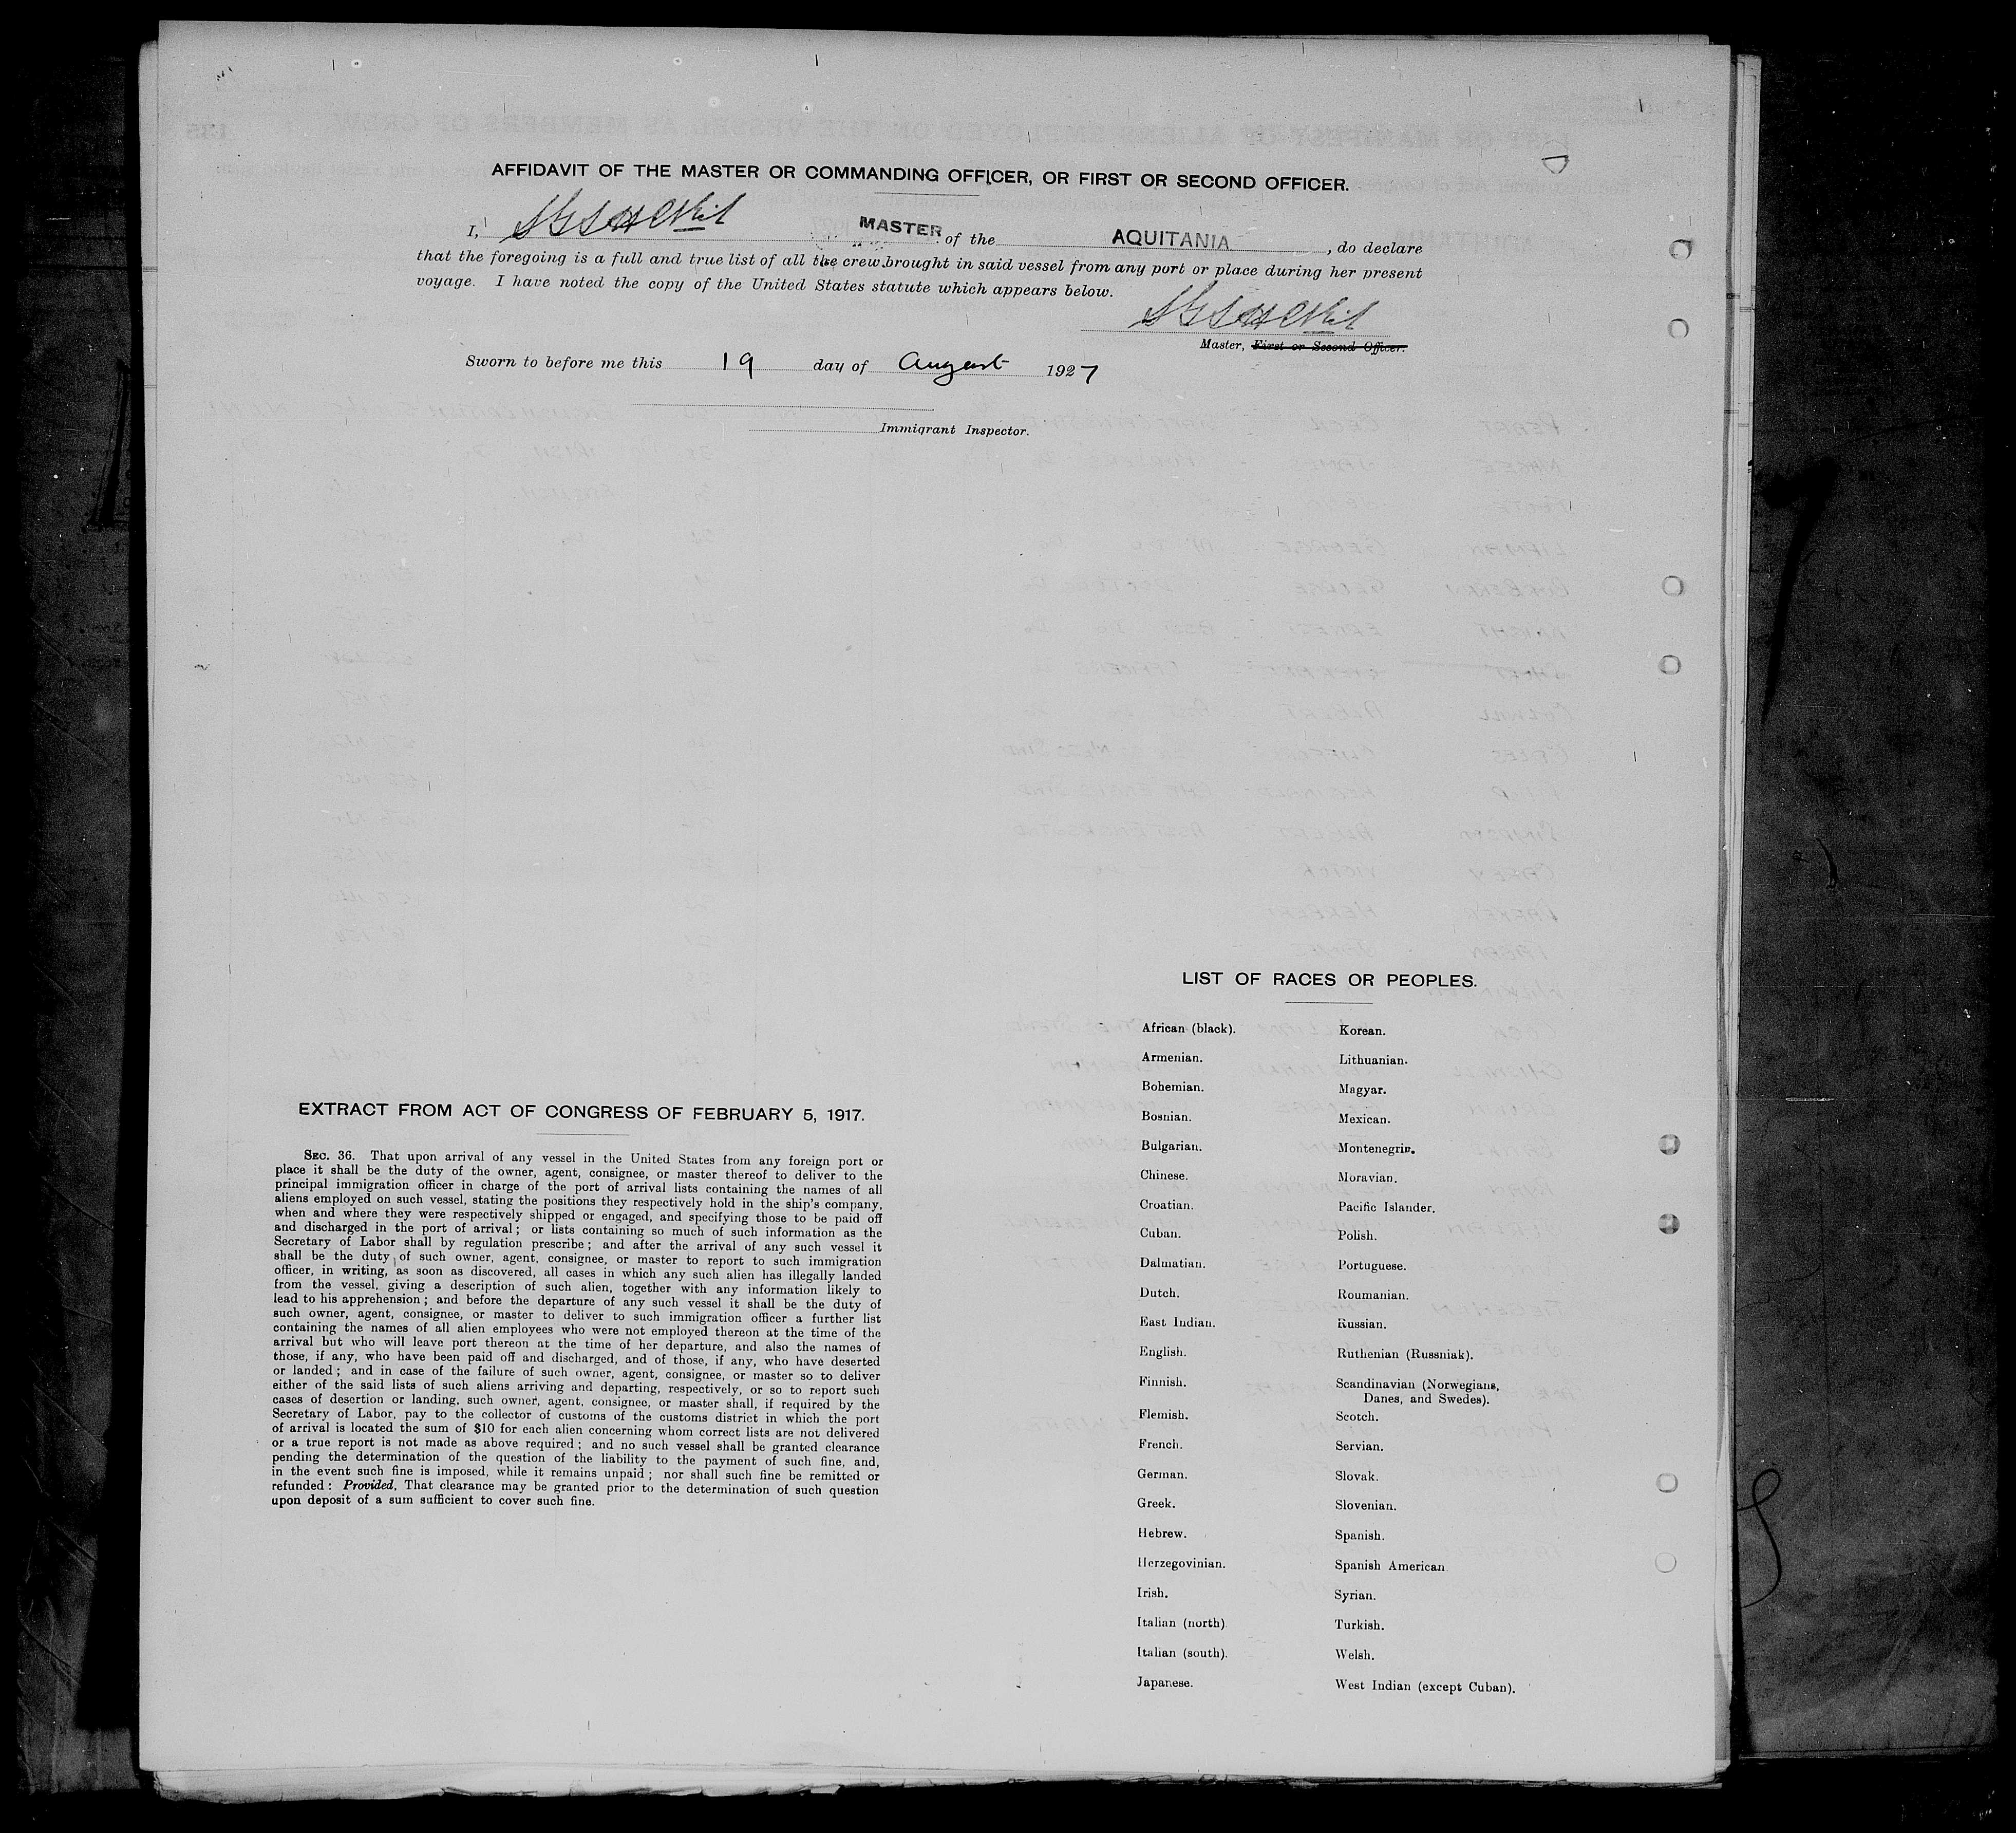 AFFIDAVIT OF THE MASTER OR COMMANDING OFFICER, OR FIRST OR SECOND OFFICER.
I, MASTER of the AQUITANIA, do declare
that the foregoing is a full and true list of all the crew brought in said vessel from any port or place during her present
voyage. I have noted the copy of the United States statute which appears below.
Master, First or Second Officer.
Sworn to before me this 19 day of August 1927
Immigrant Inspector.
EXTRACT FROM ACT OF CONGRESS OF FEBRUARY 5, 1917.
SEC. 36. That upon arrival of any vessel in the United States from any foreign port or
place it shall be the duty of the owner, agent, consignee, or master thereof to deliver to the
principal immigration officer in charge of the port of arrival lists containing the names of all
aliens employed on such vessel, stating the positions they respectively hold in the ship's company,
when and where they were respectively shipped or engaged, and specifying those to be paid off
and discharged in the port of arrival; or lists containing so much of such information as the
Secretary of Labor shall by regulation prescribe; and after the arrival of any such vessel it
shall be the duty of such owner, agent, consignee, or master to report to such immigration
officer, in writing, as soon as discovered, all cases in which any such alien has illegally landed
from the vessel, giving a description of such alien, together with any information likely to
lead to his apprehension; and before the departure of any such vessel it shall be the duty of
such owner, agent, consignee, or master to deliver to such immigration officer a further list
containing the names of all alien employees who were not employed thereon at the time of the
arrival but who will leave port thereon at the time of her departure, and also the names of
those, if any, who have been paid off and discharged, and of those, if any, who have deserted
or landed; and in case of the failure of such owner, agent, consignee, or master so to deliver
either of the said lists of such aliens arriving and departing, respectively, or so to report such
cases of desertion or landing, such owner, agent, consignee, or master shall, if required by the
Secretary of Labor, pay to the collector of customs of the customs district in which the port
of arrival is located the sum of $10 for each alien concerning whom correct lists are not delivered
or a true report is not made as above required; and no such vessel shall be granted clearance
pending the determination of the question of the liability to the payment of such fine, and,
in the event such fine is imposed, while it remains unpaid; nor shall such fine be remitted or
refunded: Provided, That clearance may be granted prior to the determination of such question
upon deposit of a sum sufficient to cover such fine.
LIST OF RACES OR PEOPLES.
African (black).
Armenian.
Bohemian.
Bosnian.
Bulgarian.
Chinese.
Croatian.
Cuban.
Dalmatian.
Dutch.
East Indian.
English.
Finnish.
Flemish.
French.
German.
Greek.
Hebrew.
Herzegovinian.
Irish.
Italian (north)
Italian (south).
Japanese.
Korean.
Lithuanian.
Magyar.
Mexican.
Montenegrin.
Moravian.
Pacific Islander.
Polish.
Portuguese.
Roumanian.
Russian.
Ruthenian (Russniak).
Scandinavian (Norwegians,
Danes, and Swedes).
Scotch.
Servian.
Slovak.
Slovenian.
Spanish.
Spanish American
Syrian.
Turkish.
Welsh.
West Indian (except Cuban).